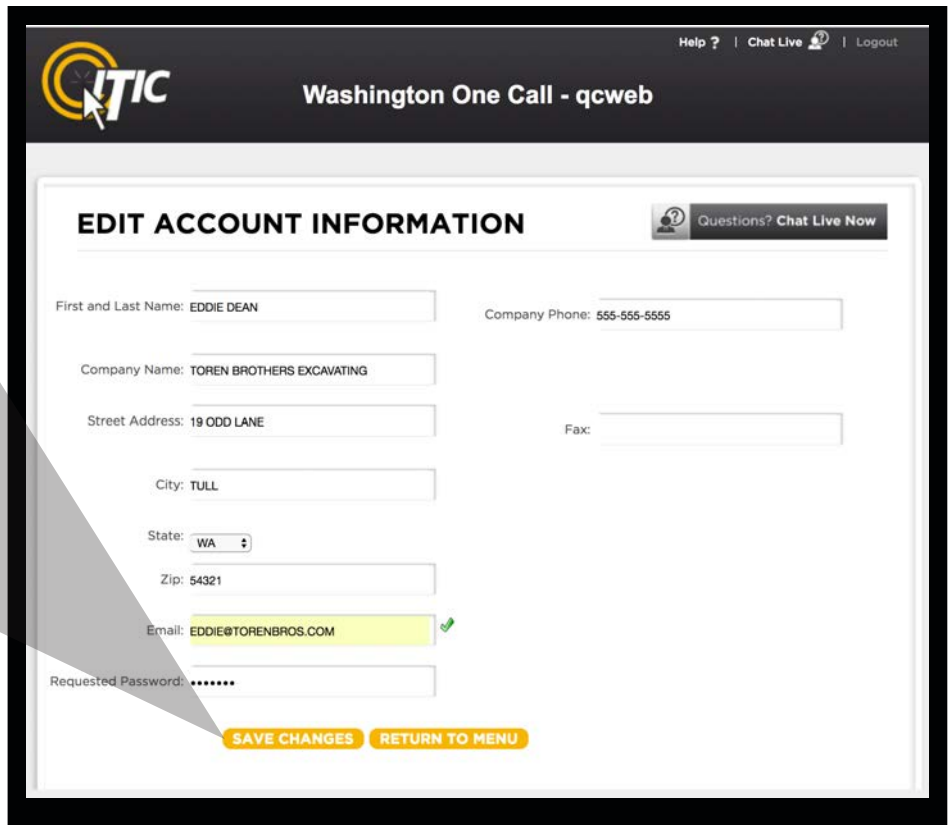 Help ? | Chat Live | Logout
ITIC
Washington One Call - qcweb
EDIT ACCOUNT INFORMATION
Questions? Chat Live Now
First and Last Name: EDDIE DEAN
Company Phone: 555-555-5555
Company Name: TOREN BROTHERS EXCAVATING
Street Address: 19 ODD LANE
Fax:
City: TULL
State: WA
Zip: 54321
Email: EDDIE@TORENBROS.COM
Requested Password: •••••••
SAVE CHANGES RETURN TO MENU